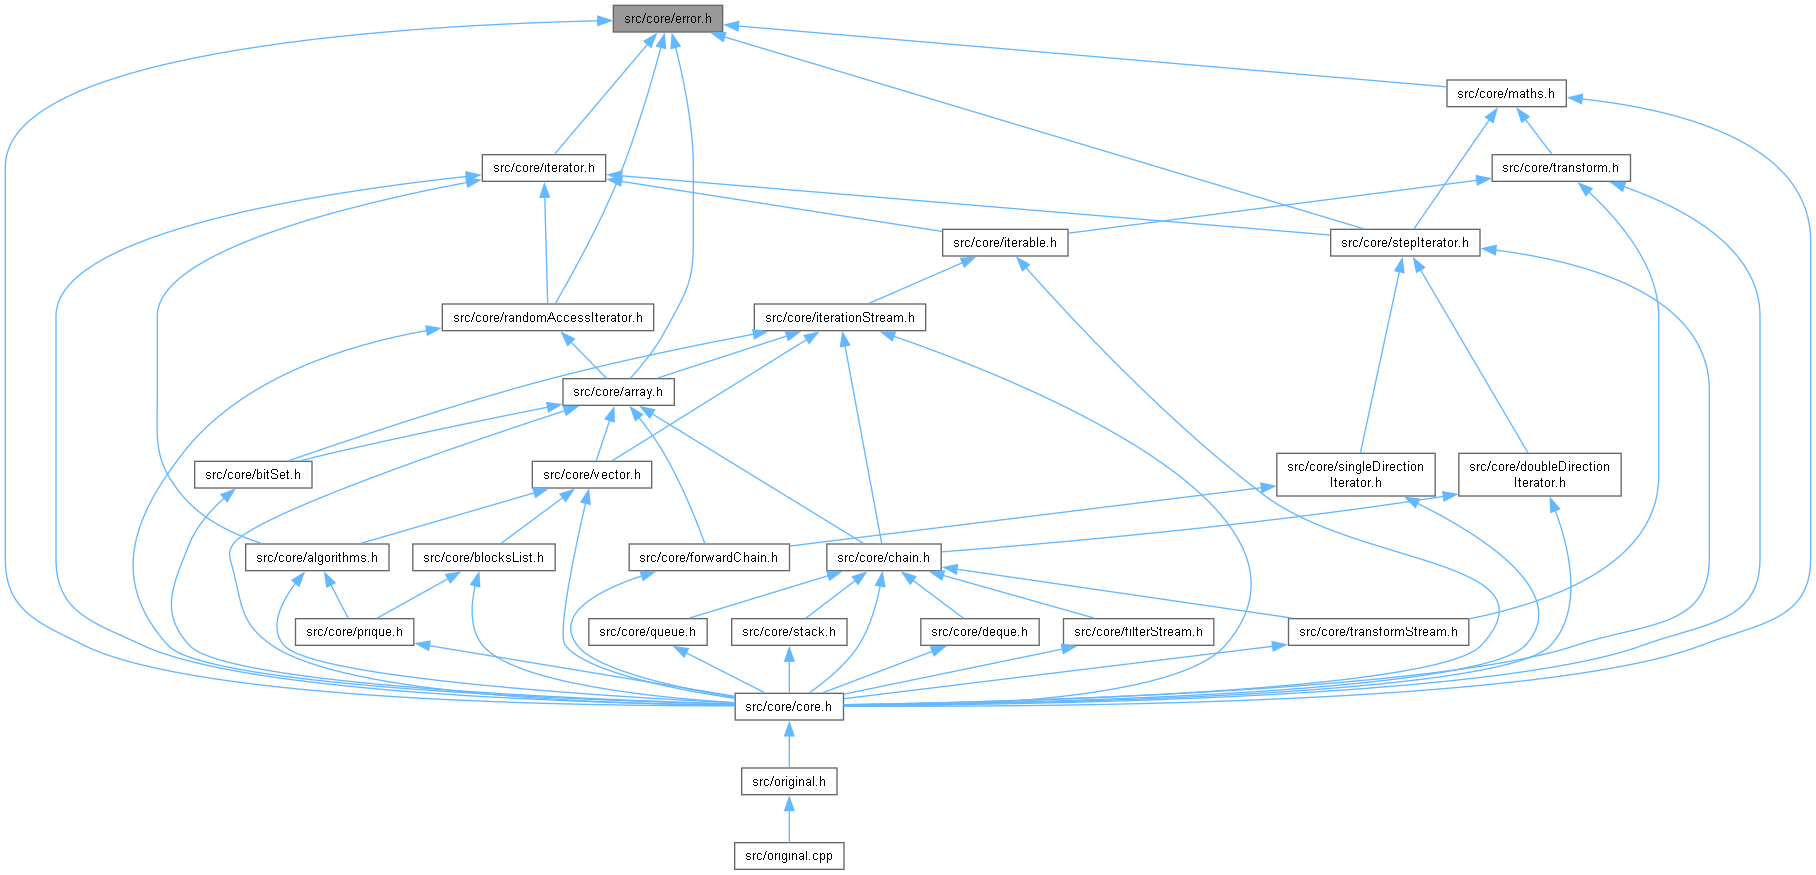 src/core/error.h
src/core/maths.h
src/core/iterator.h
src/core/transform.h
src/core/iterable.h
src/core/stepIterator.h
src/core/randomAccessIterator.h
src/core/iterationStream.h
src/core/array.h
src/core/bitSet.h
src/core/vector.h
src/core/singleDirection
Iterator.h
src/core/doubleDirection
Iterator.h
src/core/algorithms.h
src/core/blocksList.h
src/core/forwardChain.h
src/core/chain.h
src/core/prique.h
src/core/queue.h
src/core/stack.h
src/core/deque.h
src/core/filterStream.h
src/core/transformStream.h
src/core/core.h
src/original.h
src/original.cpp